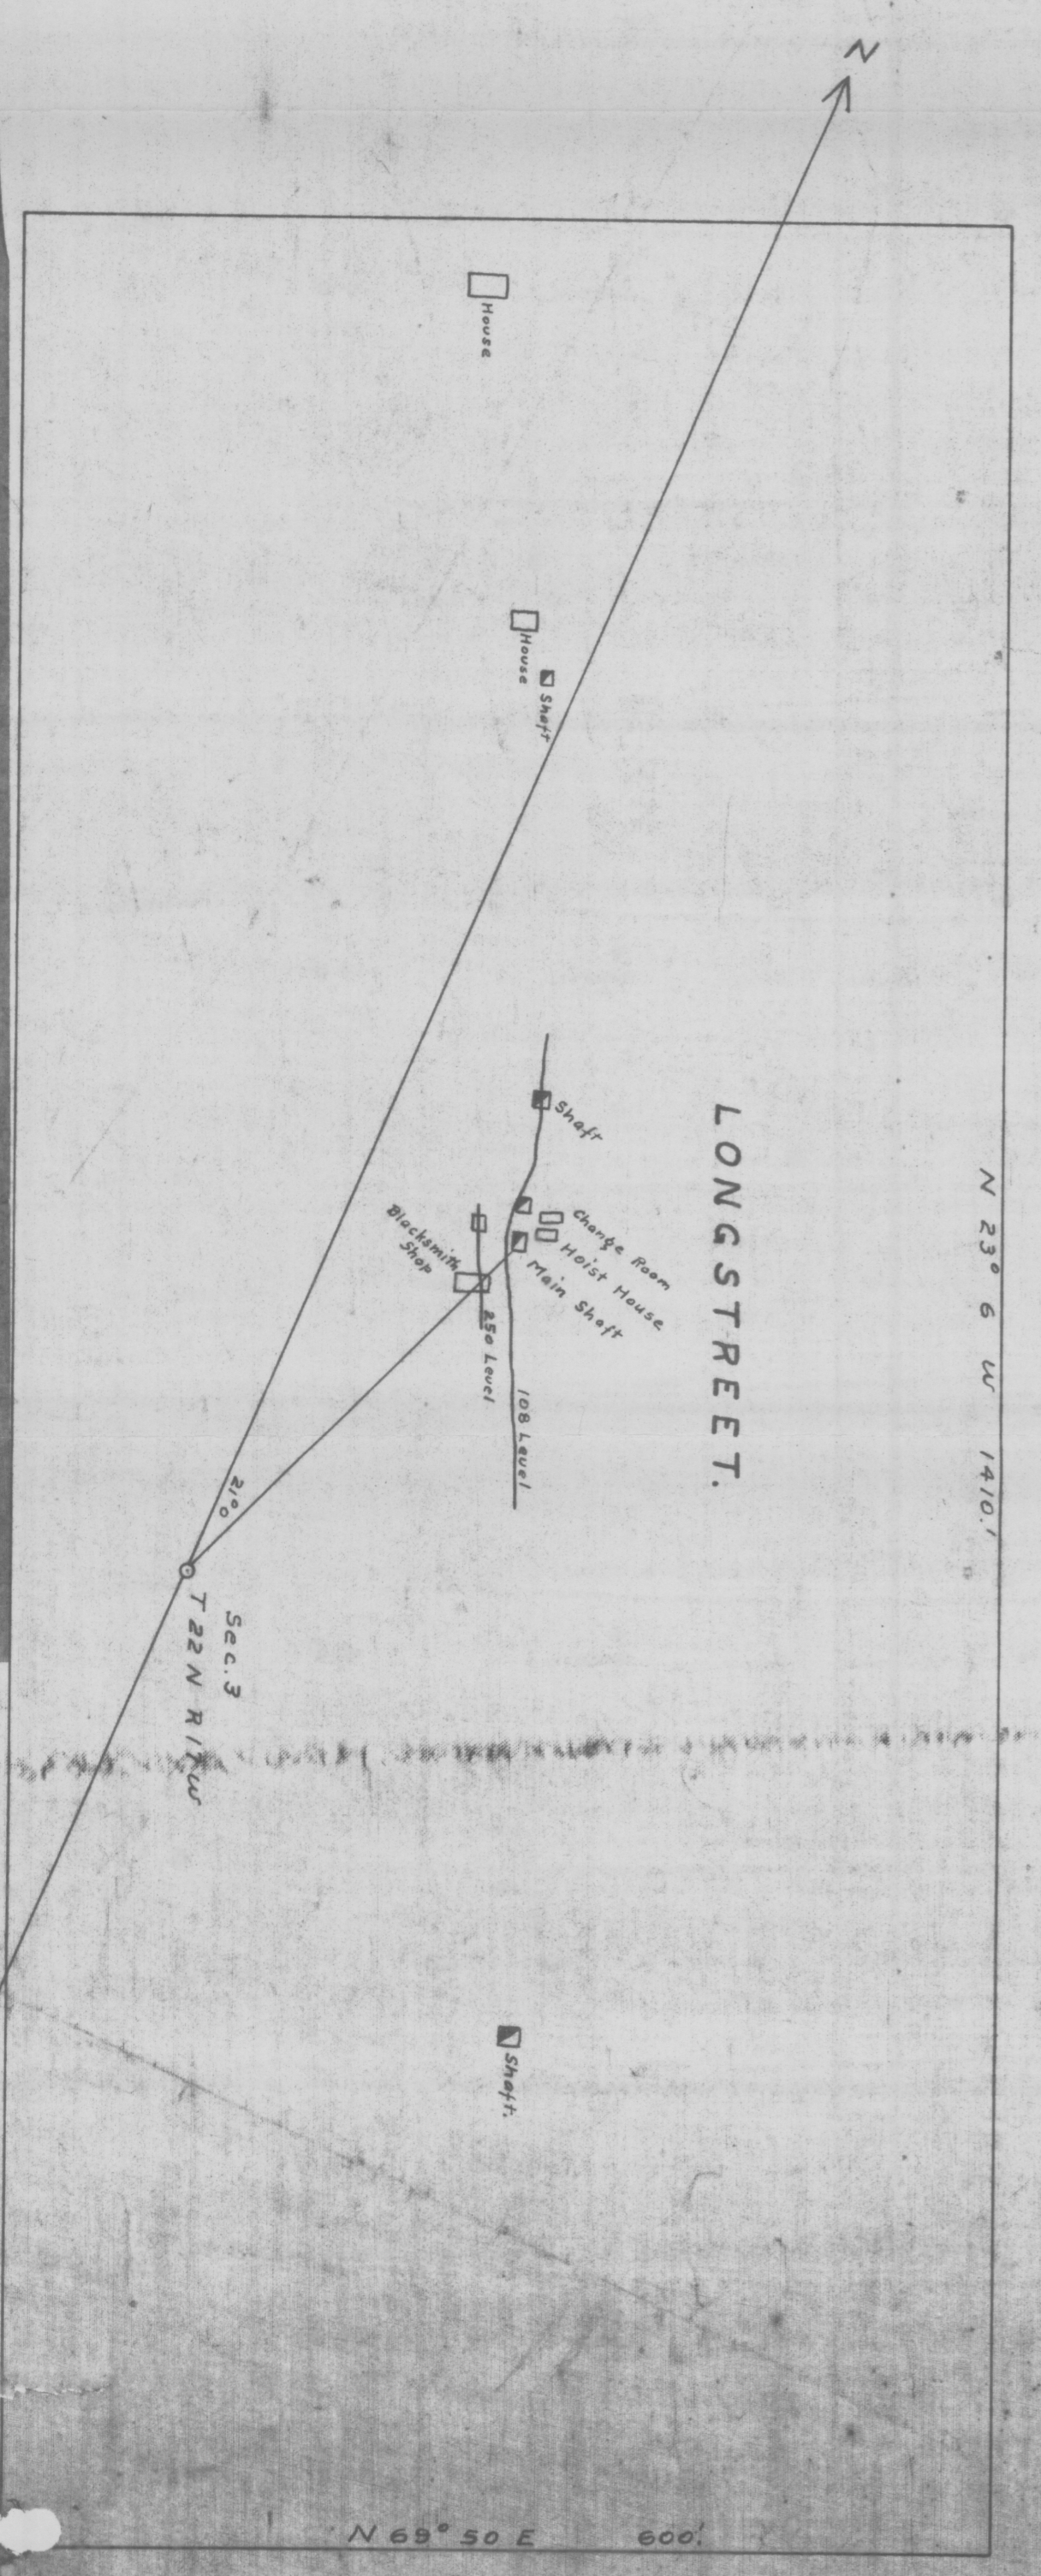 N
House
House
Shaft
LONGSTREET.
N 23° 6 W 1410.'
Shaft
Change Room
Hoist House
Main Shaft
Blacksmith
Shop
250 Level
108 Level
21°0
Sec. 3
T 22 N R 17 W
Shaft.
N 69° 50 E 600.'